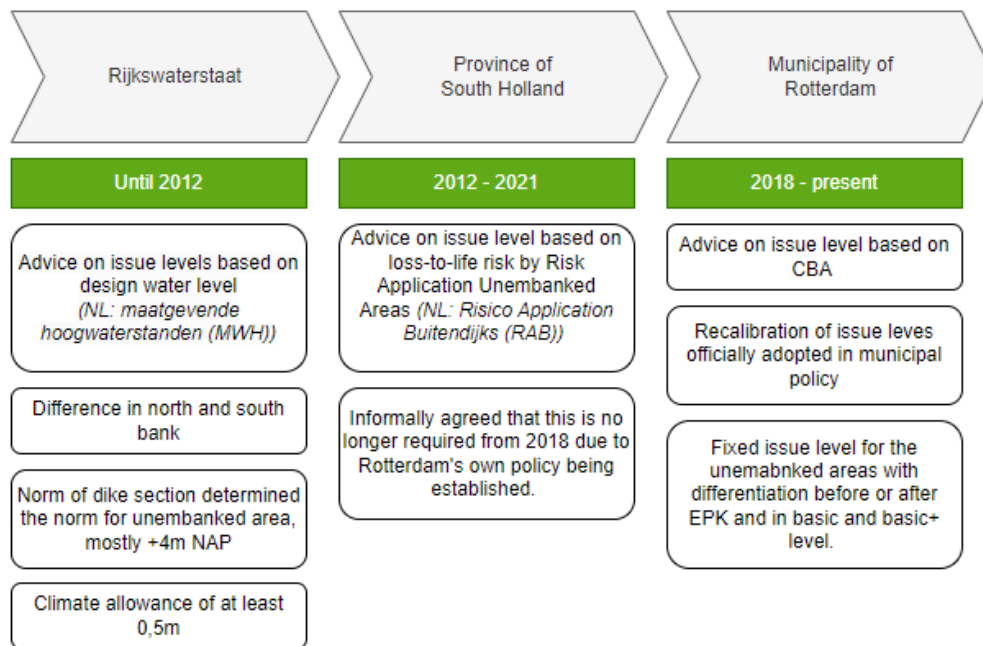 Rijkswaterstaat
Province of
South Holland
Municipality of
Rotterdam
Until 2012
2012 - 2021
2018 - present
Advice on issue levels based on
design water level
(NL: maatgevende
hoogwaterstanden (MWH))
Difference in north and south
bank
Norm of dike section determined
the norm for unembanked area,
mostly +4m NAP
Climate allowance of at least
0,5m
Advice on issue level based on
loss-to-life risk by Risk
Application Unembanked
Areas (NL: Risico Application
Buitendijks (RAB))
Informally agreed that this is no
longer required from 2018 due to
Rotterdam's own policy being
established.
Advice on issue level based on
CBA
Recalibration of issue leves
officially adopted in municipal
policy
Fixed issue level for the
unemabnked areas with
differentiation before or after
EPK and in basic and basic+
level.